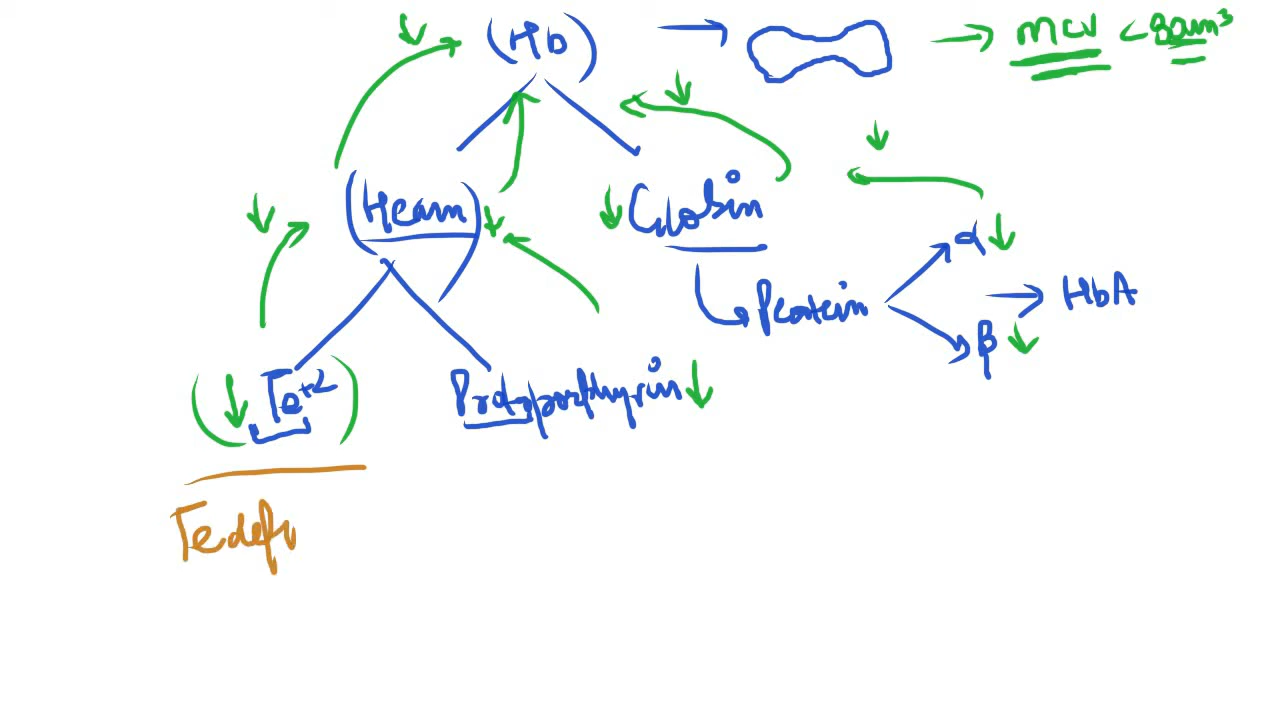 (Hb) → → mcv < 80um³
(Heam) Globin
α
Protein → HbA
β
(↓ Fe+2) Protoporphyrin ↓
Fe defi